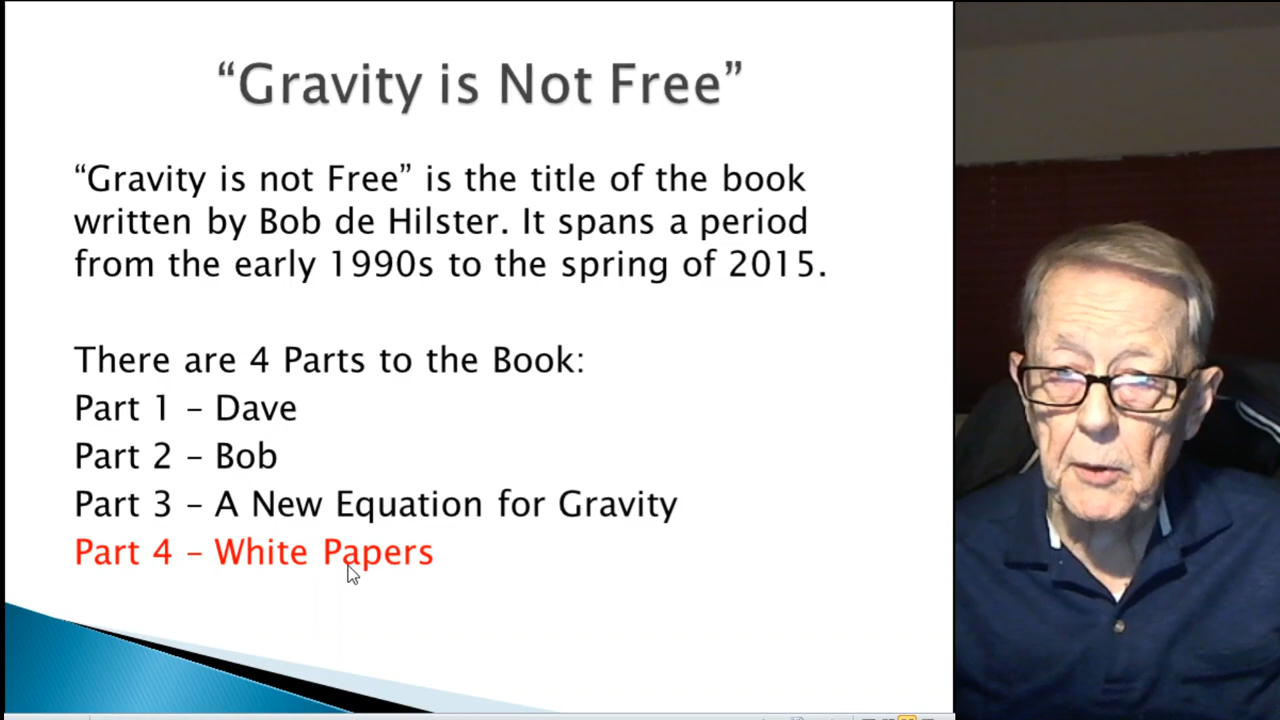 “Gravity is Not Free”
“Gravity is not Free” is the title of the book
written by Bob de Hilster. It spans a period
from the early 1990s to the spring of 2015.
There are 4 Parts to the Book:
Part 1 – Dave
Part 2 – Bob
Part 3 – A New Equation for Gravity
Part 4 – White Papers